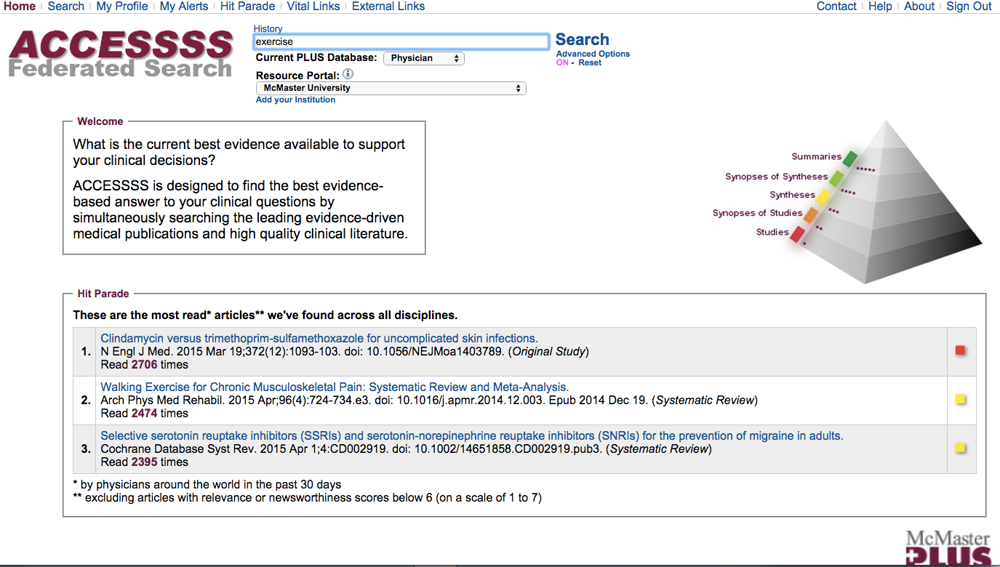 Home Search My Profile My Alerts Hit Parade Vital Links External Links Contact Help About Sign Out
ACCESSSS
Federated Search
History
exercise
Search
Current PLUS Database: Physician
Advanced Options
ON - Reset
Resource Portal: i
McMaster University
Add your Institution
Welcome
What is the current best evidence available to support
your clinical decisions?
ACCESSSS is designed to find the best evidence-
based answer to your clinical questions by
simultaneously searching the leading evidence-driven
medical publications and high quality clinical literature.
Summaries
*****
Synopses of Syntheses
****
Syntheses
***
Synopses of Studies
**
Studies
*
Hit Parade
These are the most read* articles** we've found across all disciplines.
1.
Clindamycin versus trimethoprim-sulfamethoxazole for uncomplicated skin infections.
N Engl J Med. 2015 Mar 19;372(12):1093-103. doi: 10.1056/NEJMoa1403789. (Original Study)
Read 2706 times
2.
Walking Exercise for Chronic Musculoskeletal Pain: Systematic Review and Meta-Analysis.
Arch Phys Med Rehabil. 2015 Apr;96(4):724-734.e3. doi: 10.1016/j.apmr.2014.12.003. Epub 2014 Dec 19. (Systematic Review)
Read 2474 times
3.
Selective serotonin reuptake inhibitors (SSRIs) and serotonin-norepinephrine reuptake inhibitors (SNRIs) for the prevention of migraine in adults.
Cochrane Database Syst Rev. 2015 Apr 1;4:CD002919. doi: 10.1002/14651858.CD002919.pub3. (Systematic Review)
Read 2395 times
* by physicians around the world in the past 30 days
** excluding articles with relevance or newsworthiness scores below 6 (on a scale of 1 to 7)
McMaster
PLUS